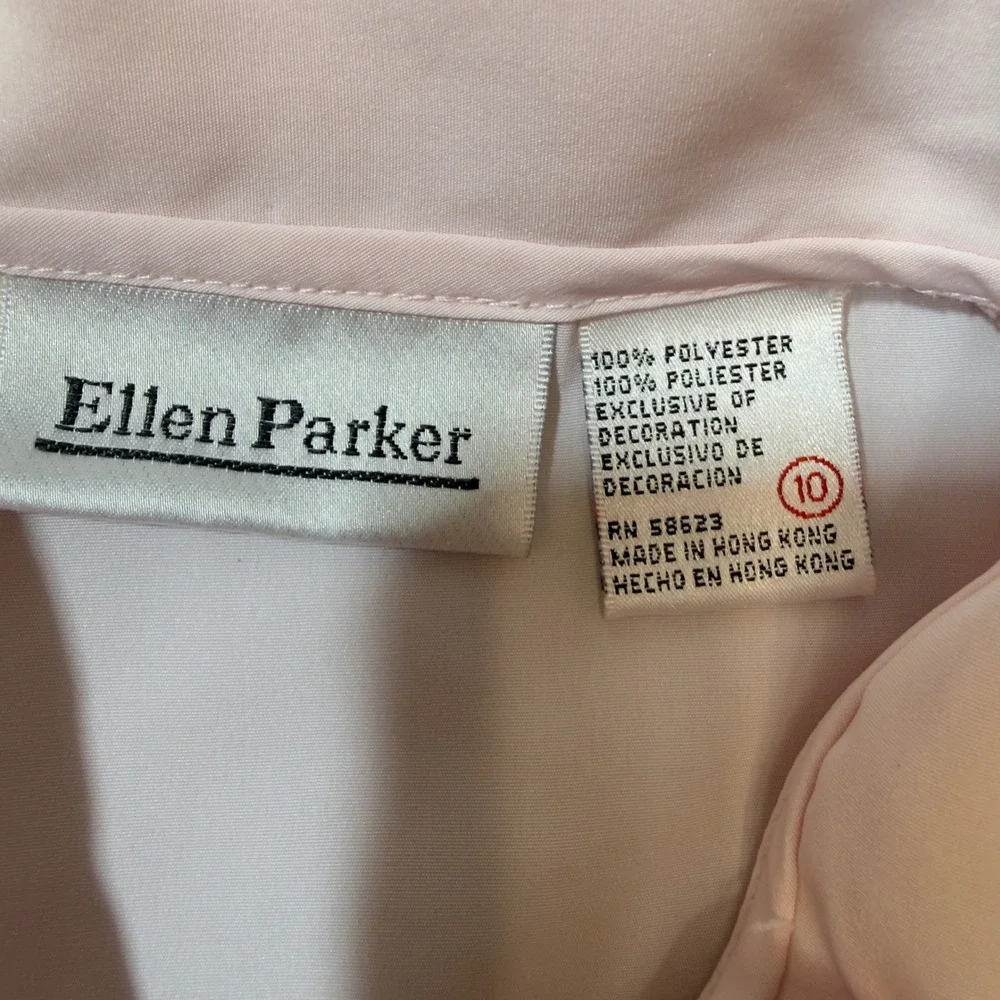 Ellen Parker
100% POLYESTER
100% POLIESTER
EXCLUSIVE OF
DECORATION
EXCLUSIVO DE
DECORACION
10
RN 58623
MADE IN HONG KONG
HECHO EN HONG KONG